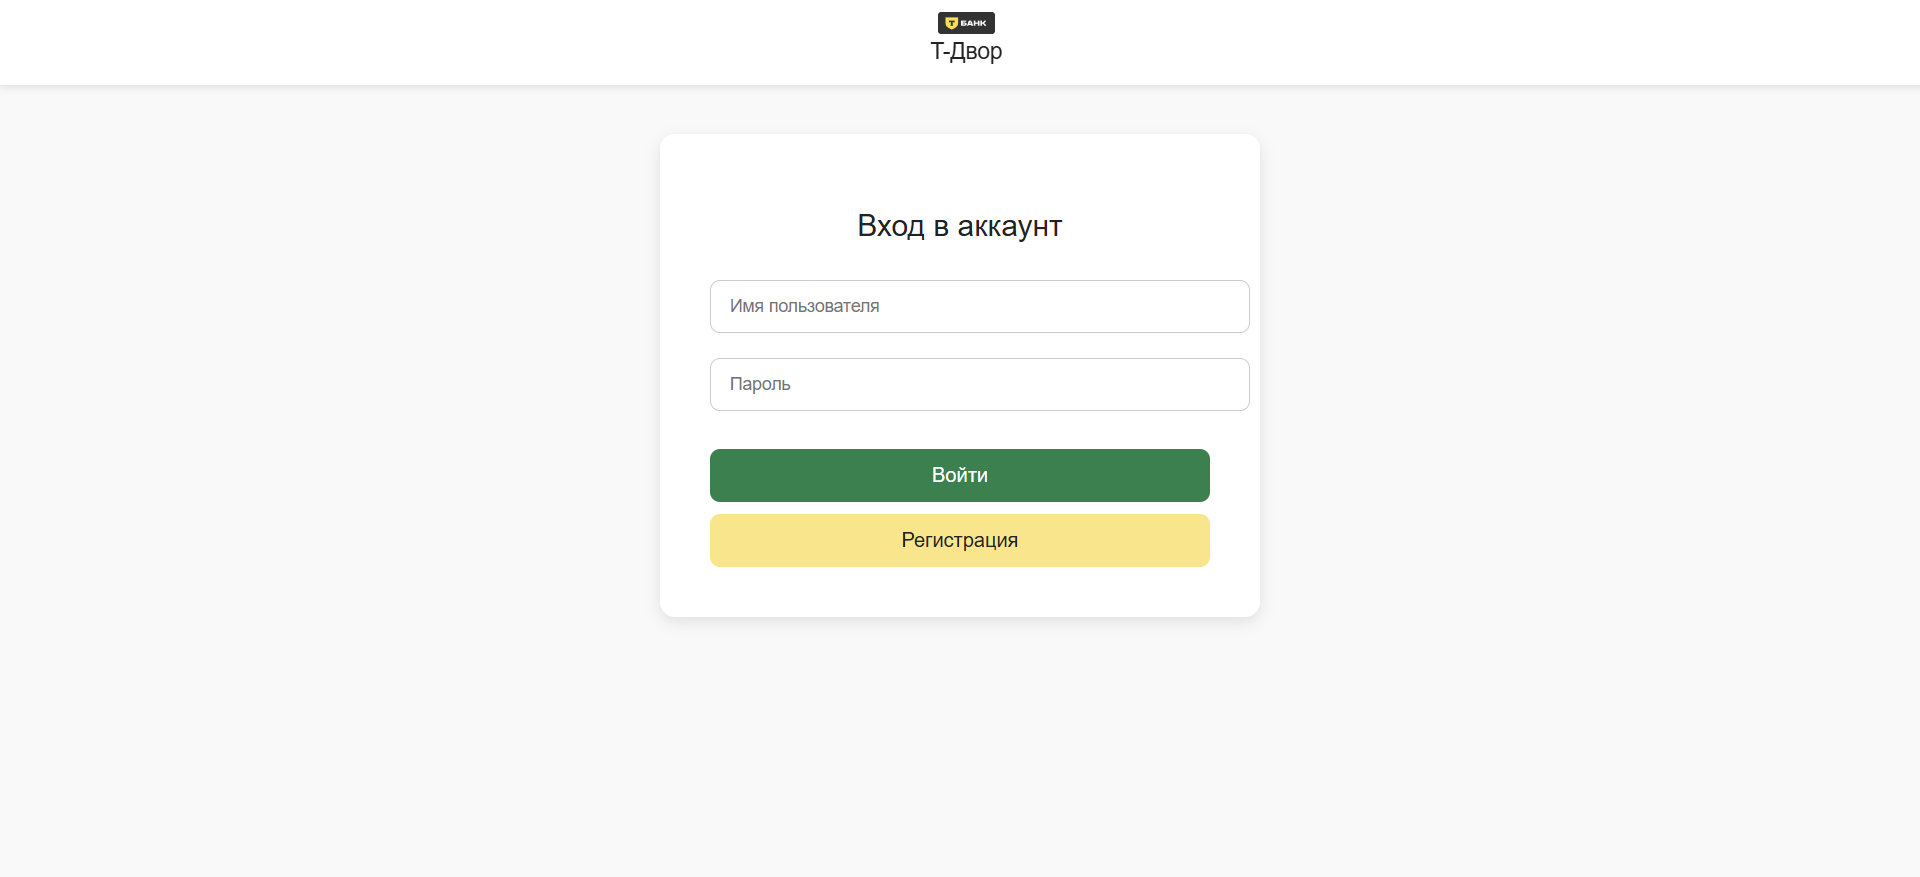 Т БАНК
Т-Двор
Вход в аккаунт
Имя пользователя
Пароль
Войти
Регистрация